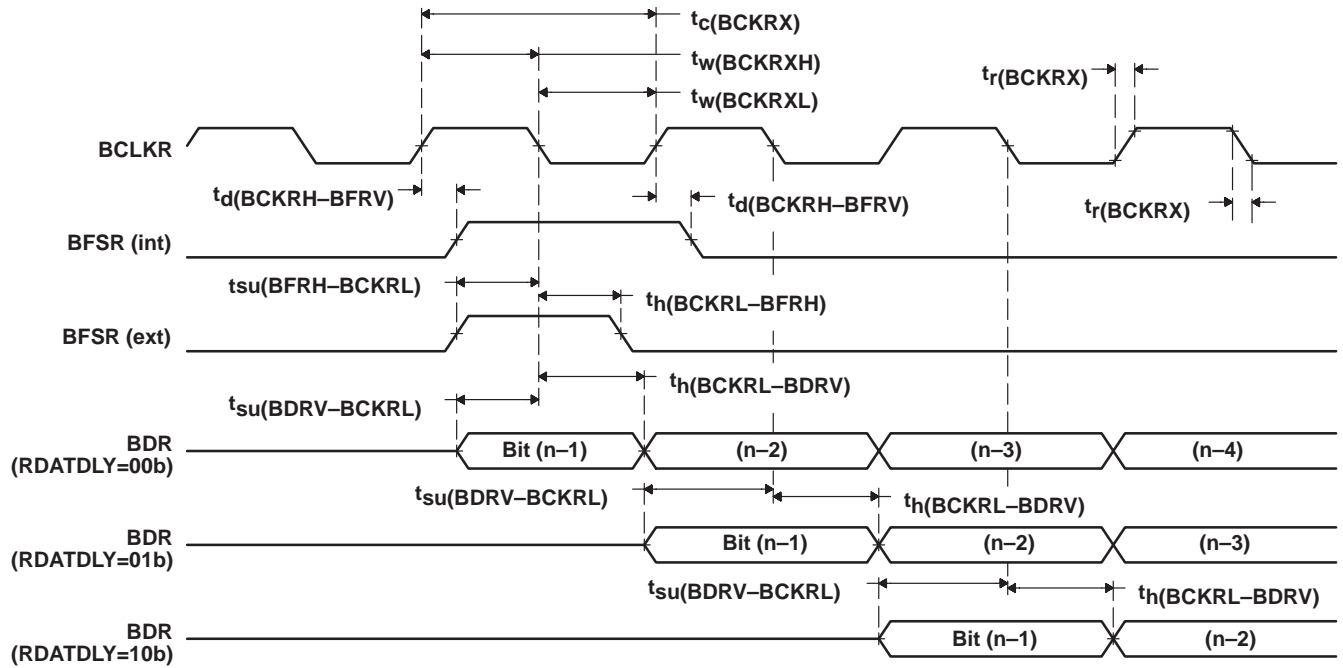 tc(BCKRX)
tw(BCKRXH)
tr(BCKRX)
tw(BCKRXL)
BCLKR
td(BCKRH–BFRV)
td(BCKRH–BFRV)
tr(BCKRX)
BFSR (int)
tsu(BFRH–BCKRL)
th(BCKRL–BFRH)
BFSR (ext)
th(BCKRL–BDRV)
tsu(BDRV–BCKRL)
BDR
(RDATDLY=00b)
Bit (n–1) (n–2) (n–3) (n–4)
tsu(BDRV–BCKRL)
th(BCKRL–BDRV)
BDR
(RDATDLY=01b)
Bit (n–1) (n–2) (n–3)
tsu(BDRV–BCKRL)
th(BCKRL–BDRV)
BDR
(RDATDLY=10b)
Bit (n–1) (n–2)